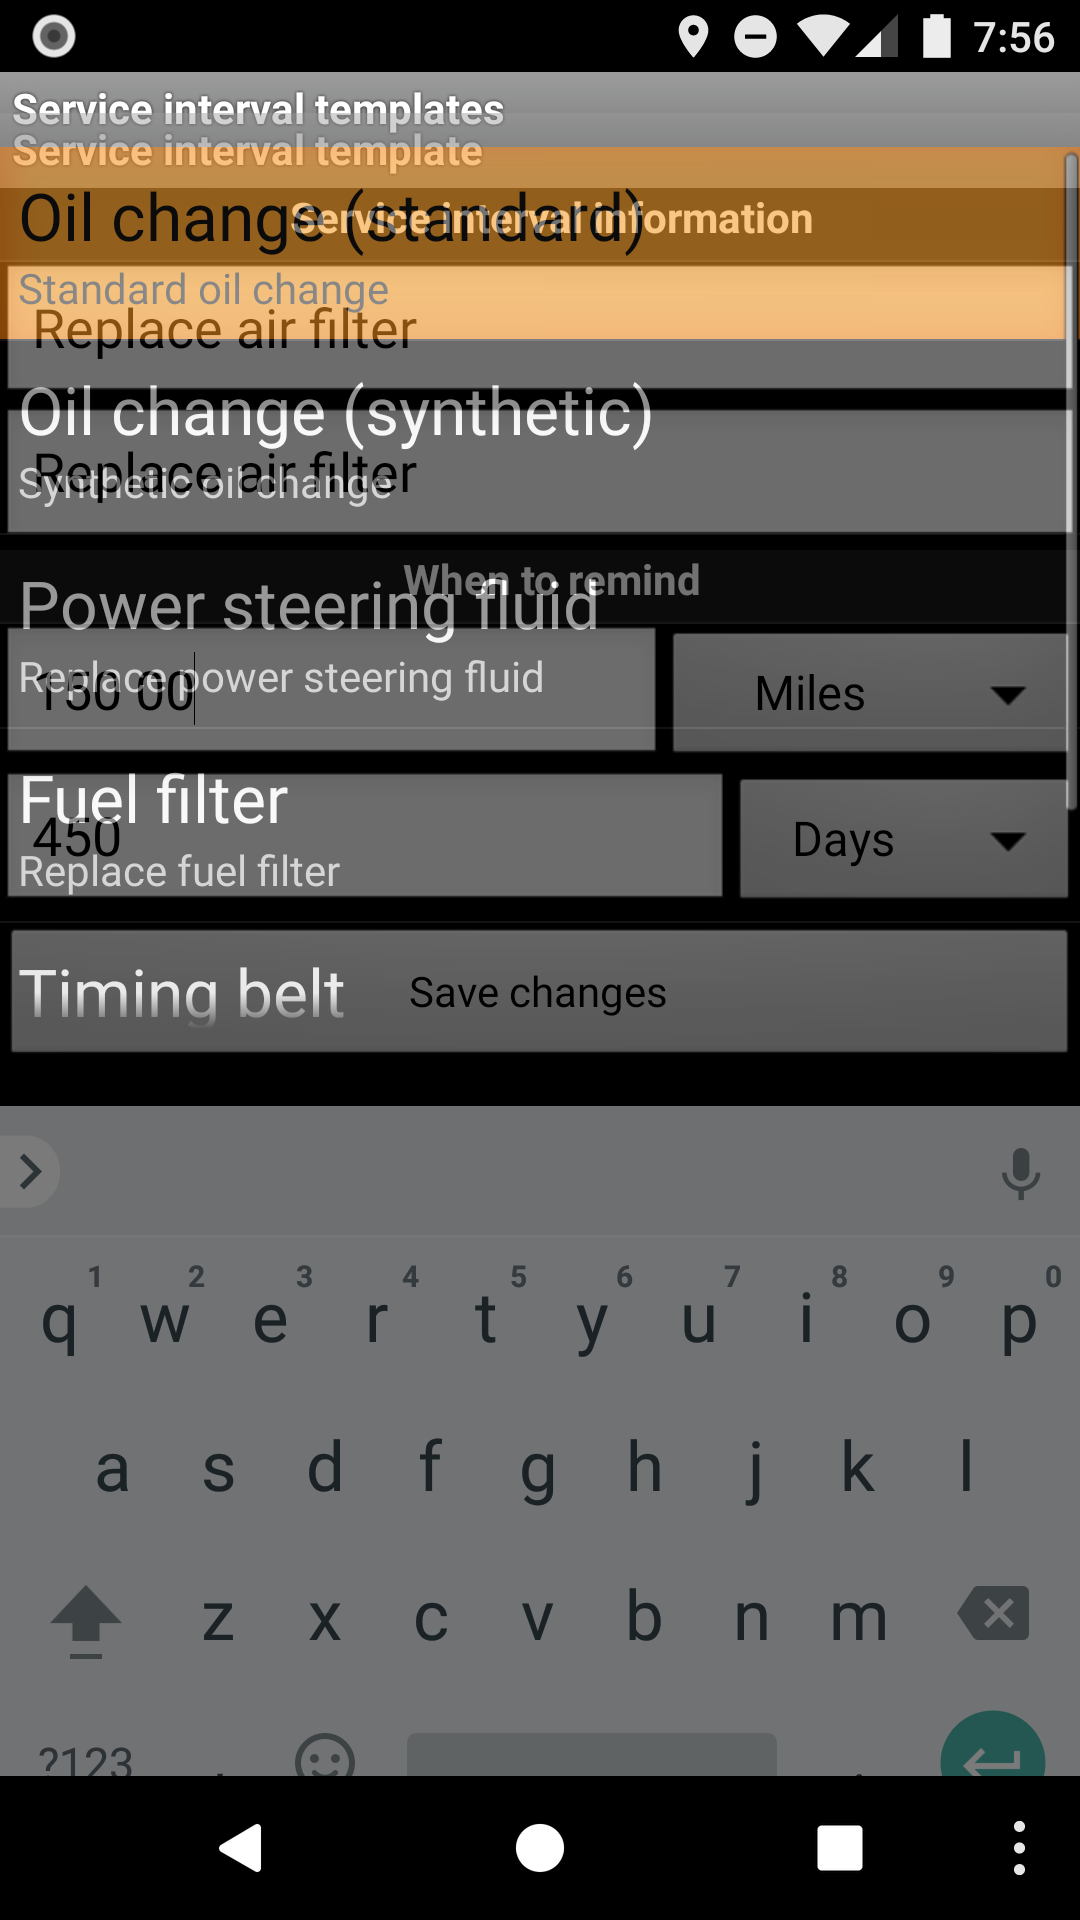 7:56
Service interval templates
Service interval template
Oil change (standard)
Service interval information
Standard oil change
Replace air filter
Oil change (synthetic)
Replace air filter
Synthetic oil change
When to remind
Power steering fluid
Replace power steering fluid
150 00
Miles
Fuel filter
450
Days
Replace fuel filter
Timing belt
Save changes
1 2 3 4 5 6 7 8 9 0
q w e r t y u i o p
a s d f g h j k l
z x c v b n m
?123